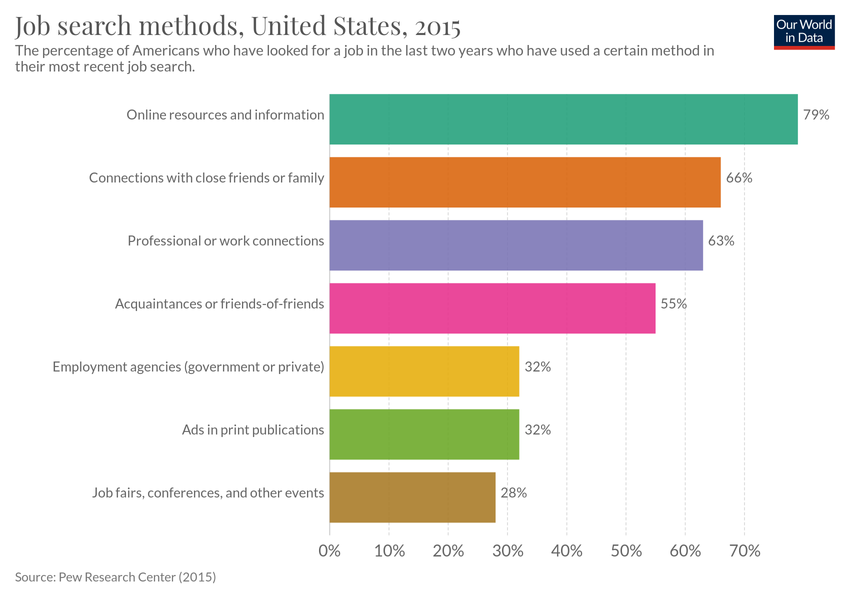 Job search methods, United States, 2015
The percentage of Americans who have looked for a job in the last two years who have used a certain method in
their most recent job search.
Our World
in Data
Online resources and information
79%
Connections with close friends or family
66%
Professional or work connections
63%
Acquaintances or friends-of-friends
55%
Employment agencies (government or private)
32%
Ads in print publications
32%
Job fairs, conferences, and other events
28%
0% 10% 20% 30% 40% 50% 60% 70%
Source: Pew Research Center (2015)